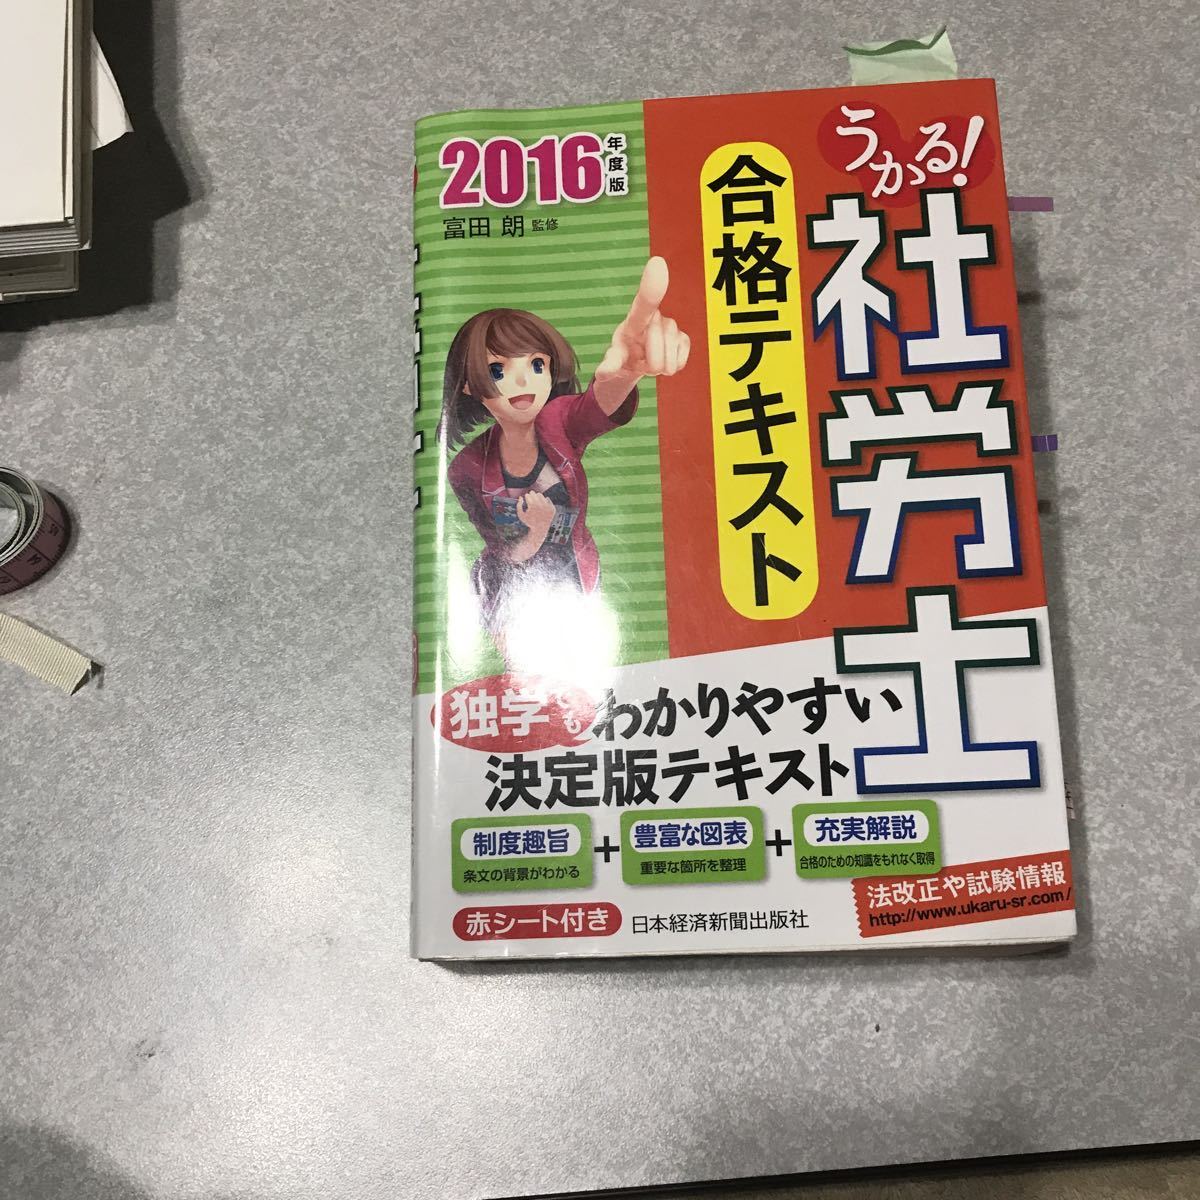 うかる!
社労士
合格テキスト
2016年度版
富田 朗 監修
独学でも
わかりやすい
決定版テキスト
制度趣旨
条文の背景がわかる
+
豊富な図表
重要な箇所を整理
+
充実解説
合格のための知識をもれなく取得
法改正や試験情報
http://www.ukaru-sr.com/
赤シート付き
日本経済新聞出版社